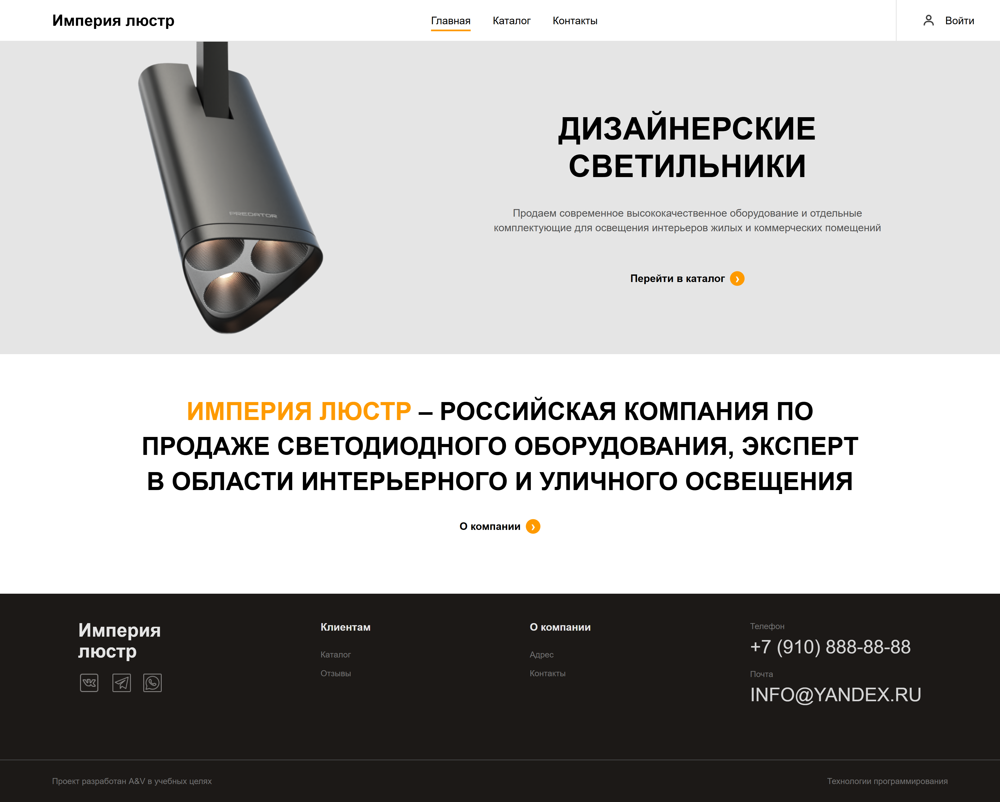 Империя люстр
Главная
Каталог
Контакты
Войти
PREDATOR
ДИЗАЙНЕРСКИЕ
СВЕТИЛЬНИКИ
Продаем современное высококачественное оборудование и отдельные
комплектующие для освещения интерьеров жилых и коммерческих помещений
Перейти в каталог
ИМПЕРИЯ ЛЮСТР – РОССИЙСКАЯ КОМПАНИЯ ПО
ПРОДАЖЕ СВЕТОДИОДНОГО ОБОРУДОВАНИЯ, ЭКСПЕРТ
В ОБЛАСТИ ИНТЕРЬЕРНОГО И УЛИЧНОГО ОСВЕЩЕНИЯ
О компании
Империя
люстр
Клиентам
Каталог
Отзывы
О компании
Адрес
Контакты
Телефон
+7 (910) 888-88-88
Почта
INFO@YANDEX.RU
Проект разработан A&V в учебных целях
Технологии программирования